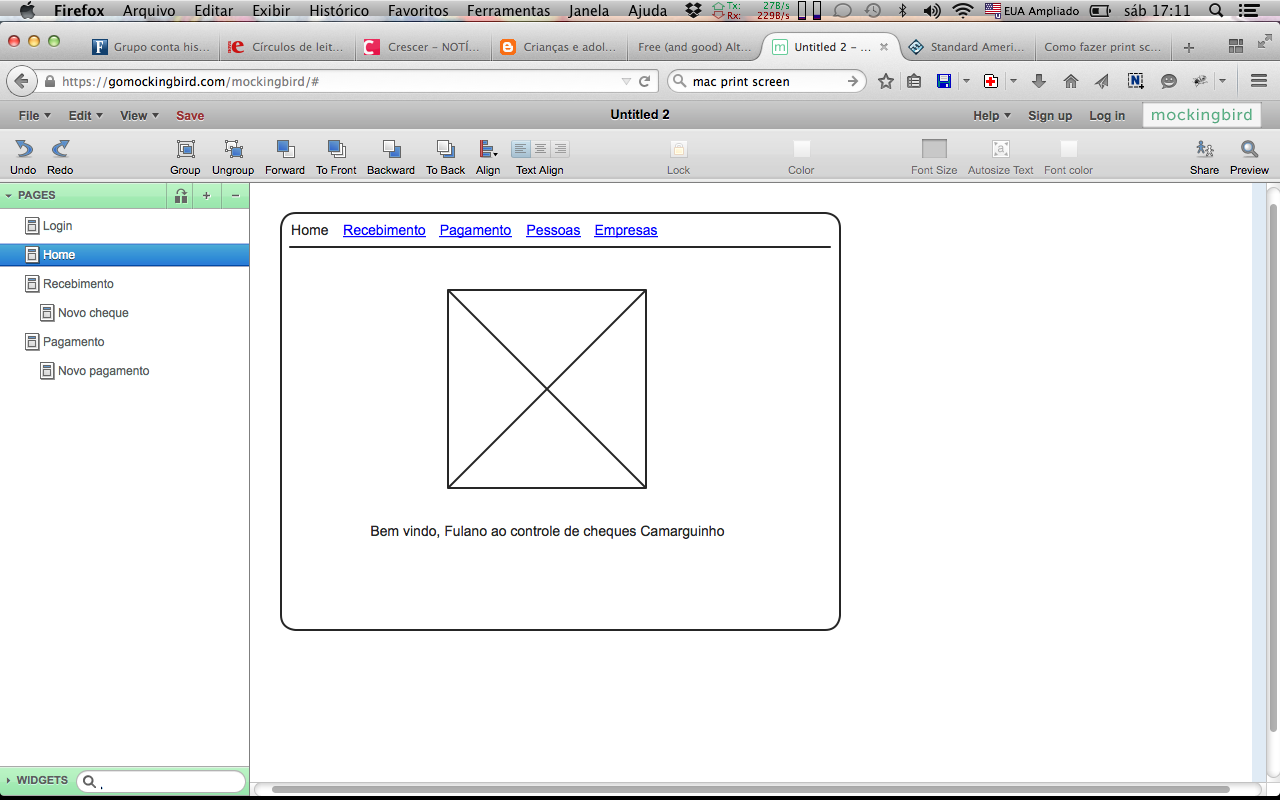 Firefox Arquivo Editar Exibir Histórico Favoritos Ferramentas Janela Ajuda Tx: 27B/s Rx: 229B/s EUA Ampliado sáb 17:11
Grupo conta his... Círculos de leit... Crescer – NOTÍ... Crianças e adol... Free (and good) Alt... Untitled 2 – ... Standard Ameri... Como fazer print sc...
https://gomockingbird.com/mockingbird/# mac print screen
File Edit View Save Untitled 2 Help Sign up Log in mockingbird
Undo Redo Group Ungroup Forward To Front Backward To Back Align Text Align Lock Color Font Size Autosize Text Font color Share Preview
PAGES
Login
Home
Recebimento
Novo cheque
Pagamento
Novo pagamento
Home Recebimento Pagamento Pessoas Empresas
Bem vindo, Fulano ao controle de cheques Camarguinho
WIDGETS ,